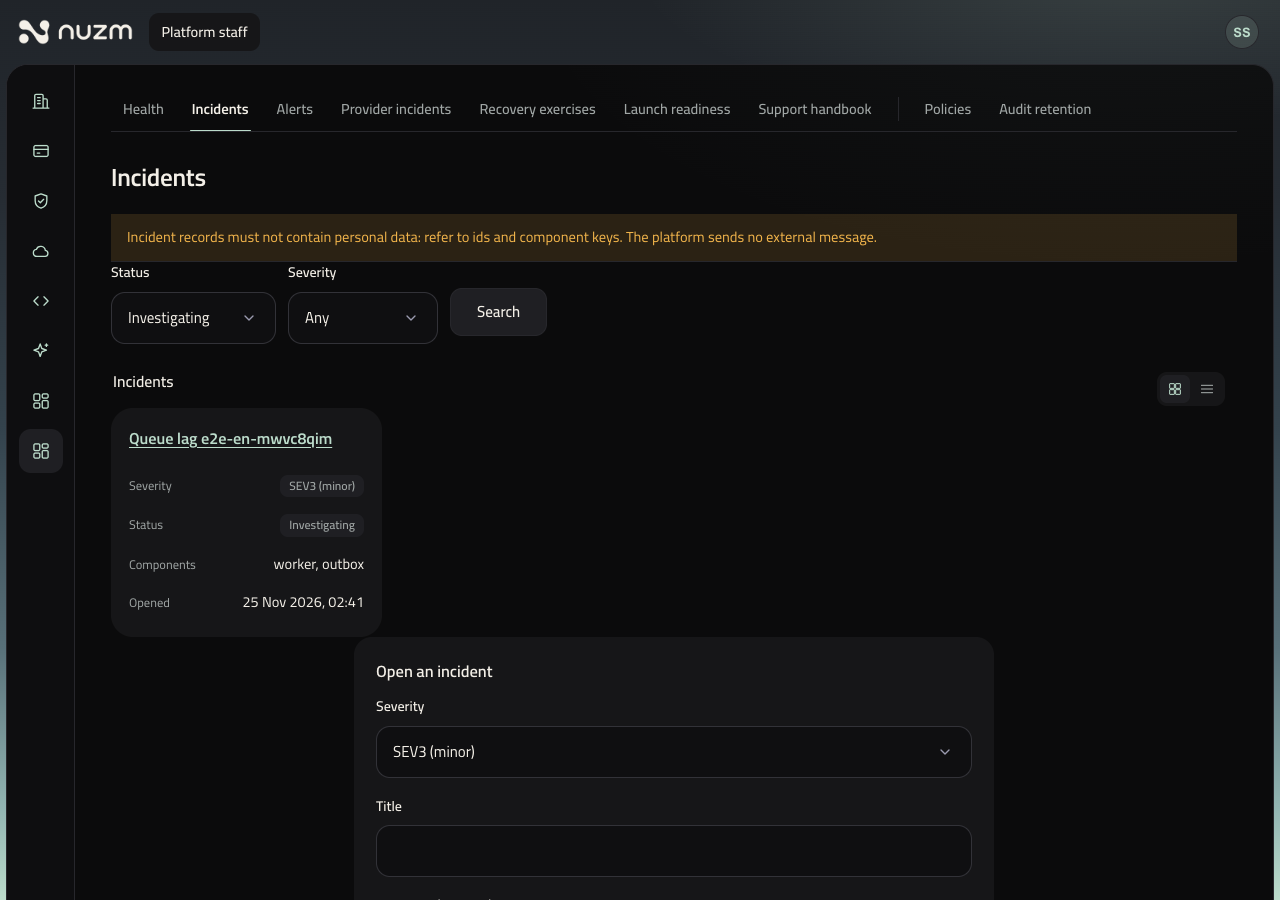 nuzm
Platform staff
SS
Health Incidents Alerts Provider incidents Recovery exercises Launch readiness Support handbook Policies Audit retention
Incidents
Incident records must not contain personal data: refer to ids and component keys. The platform sends no external message.
Status Severity
Investigating Any Search
Incidents
Queue lag e2e-en-mwvc8qim
Severity SEV3 (minor)
Status Investigating
Components worker, outbox
Opened 25 Nov 2026, 02:41
Open an incident
Severity
SEV3 (minor)
Title